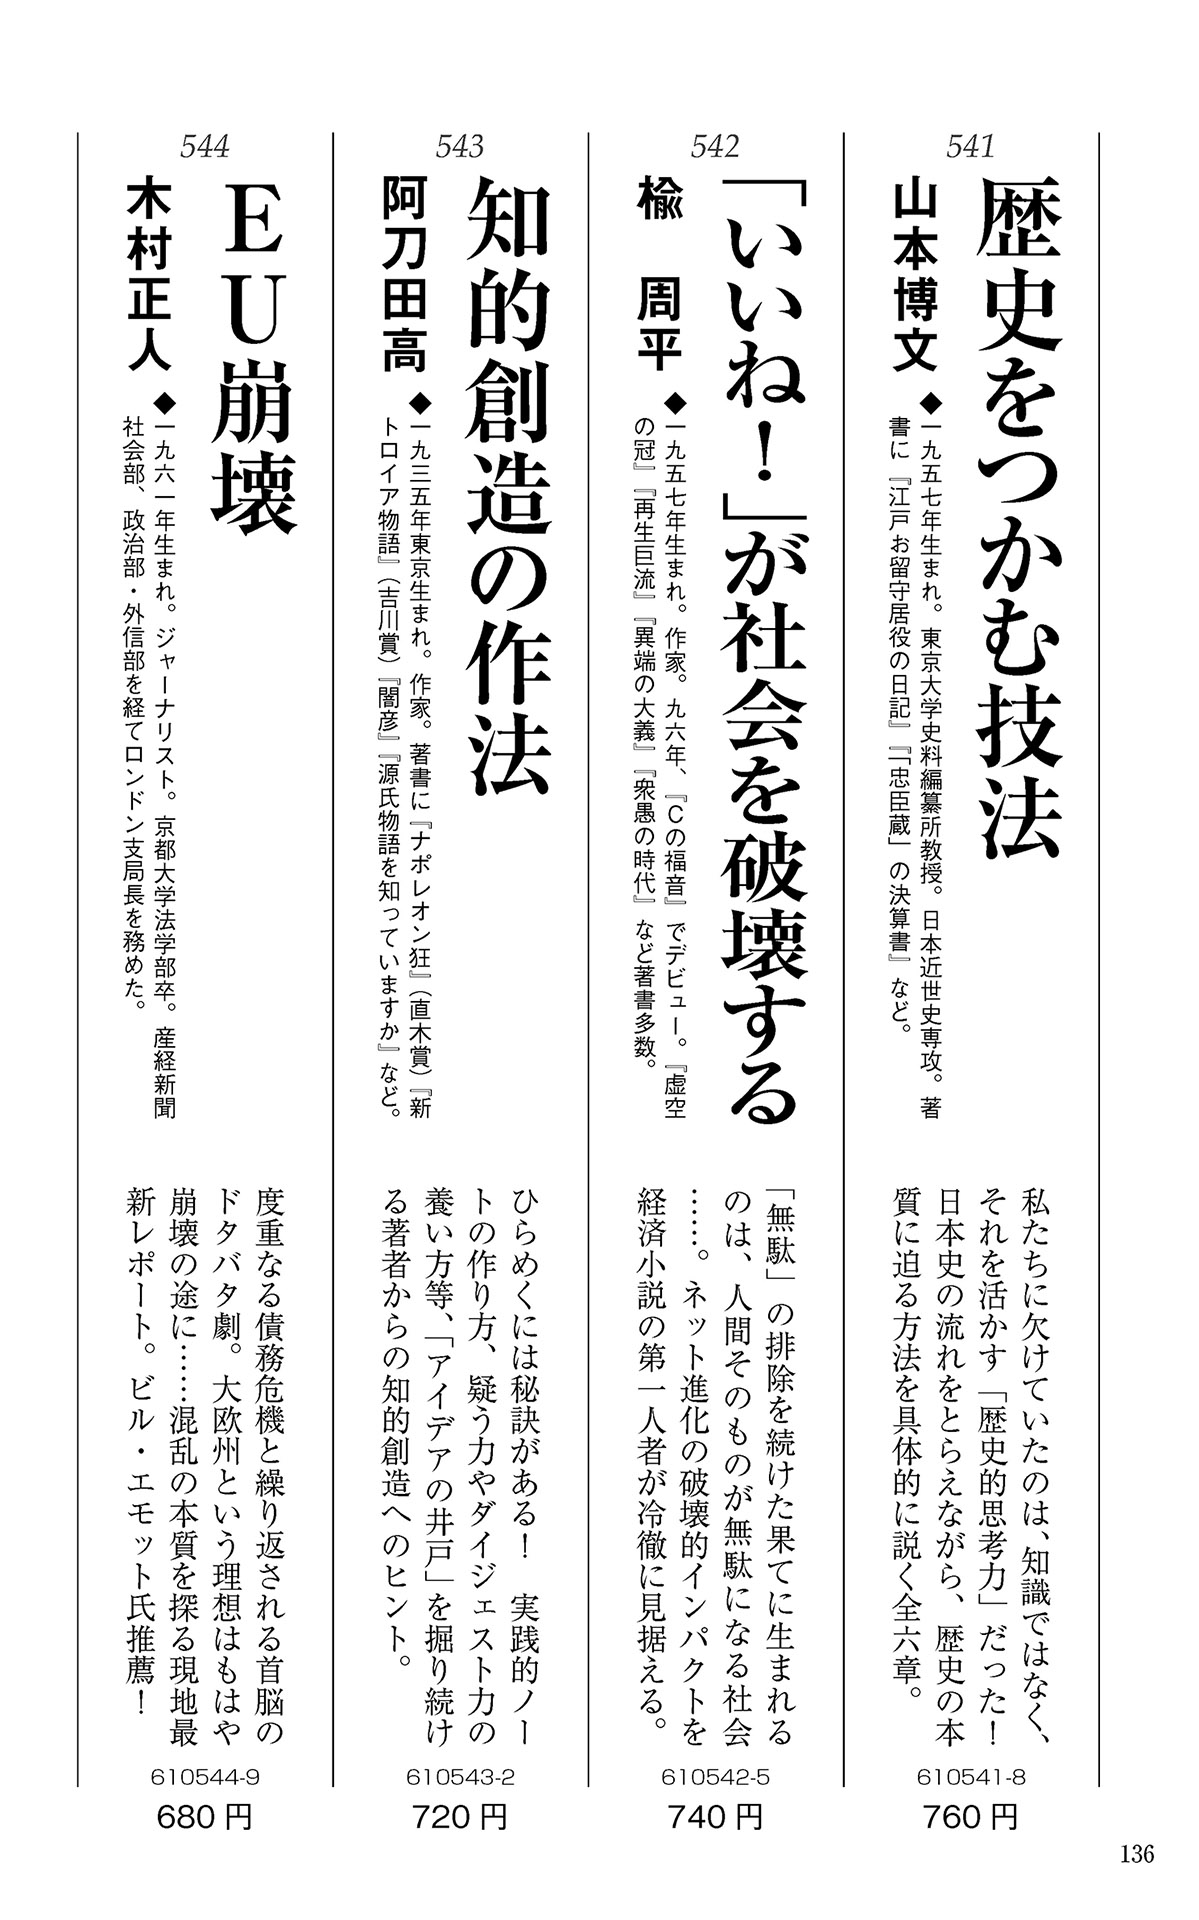 541
歴史をつかむ技法
山本博文
◆一九五七年生まれ。東京大学史料編纂所教授。日本近世史専攻。著
書に『江戸お留守居役の日記』『「忠臣蔵」の決算書』など。
私たちに欠けていたのは、知識ではなく、
それを活かす「歴史的思考力」だった！
日本史の流れをとらえながら、歴史の本
質に迫る方法を具体的に説く全六章。
610541-8
760円
542
「いいね！」が社会を破壊する
楡　周平
◆一九五七年生まれ。作家。九六年、『Cの福音』でデビュー。『虚空
の冠』『再生巨流』『異端の大義』『衆愚の時代』など著書多数。
「無駄」の排除を続けた果てに生まれる
のは、人間そのものが無駄になる社会
……。ネット進化の破壊的インパクトを
経済小説の第一人者が冷徹に見据える。
610542-5
740円
543
知的創造の作法
阿刀田高
◆一九三五年東京生まれ。作家。著書に『ナポレオン狂』（直木賞）『新
トロイア物語』（吉川賞）『闇彦』『源氏物語を知っていますか』など。
ひらめくには秘訣がある！　実践的ノー
トの作り方、疑う力やダイジェスト力の
養い方等、「アイデアの井戸」を掘り続け
る著者からの知的創造へのヒント。
610543-2
720円
544
EU崩壊
木村正人
◆一九六一年生まれ。ジャーナリスト。京都大学法学部卒。産経新聞
社会部、政治部・外信部を経てロンドン支局長を務めた。
度重なる債務危機と繰り返される首脳の
ドタバタ劇。大欧州という理想はもはや
崩壊の途に……混乱の本質を探る現地最
新レポート。ビル・エモット氏推薦！
610544-9
680円
136